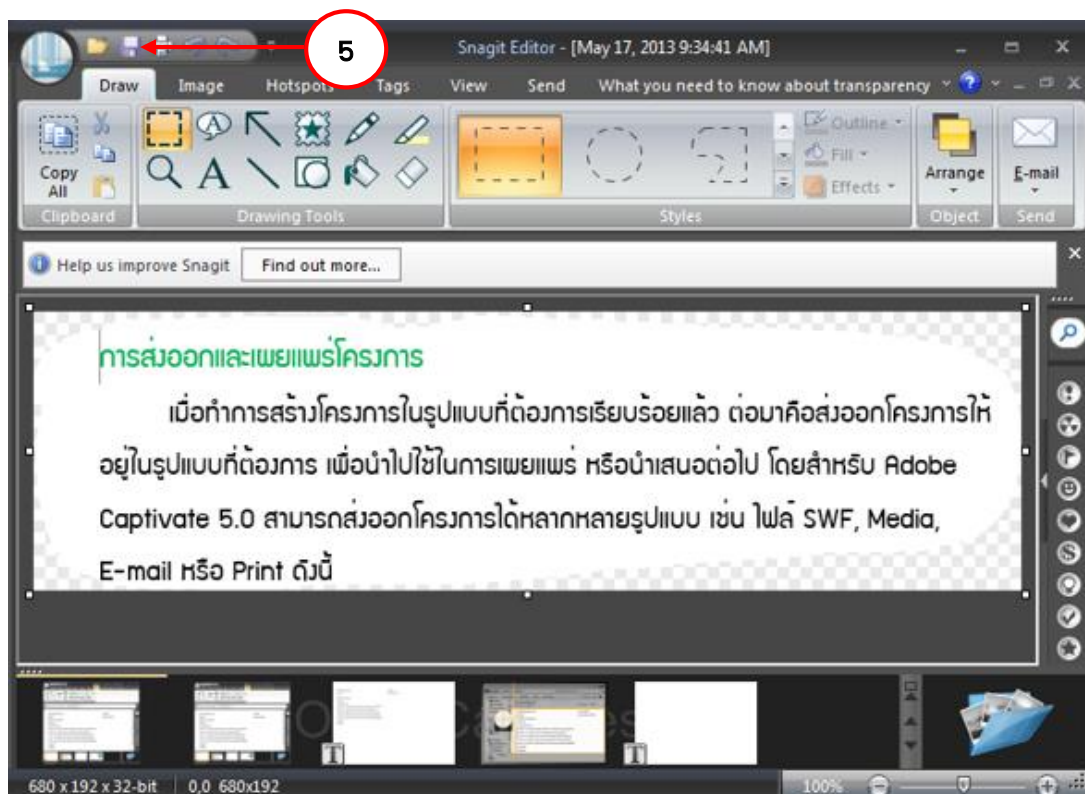 5
Snagit Editor - [May 17, 2013 9:34:41 AM]
Draw Image Hotspots Tags View Send What you need to know about transparency
Copy All
Outline
Fill
Effects
Arrange
E-mail
Clipboard Drawing Tools Styles Object Send
Help us improve Snagit Find out more...
การส่งออกและเผยแพร่โครงการ
เมื่อทำการสร้างโครงการในรูปแบบที่ต้องการเรียบร้อยแล้ว ต่อมาคือส่งออกโครงการให้
อยู่ในรูปแบบที่ต้องการ เพื่อนำไปใช้ในการเผยแพร่ หรือนำเสนอต่อไป โดยสำหรับ Adobe
Captivate 5.0 สามารถส่งออกโครงการได้หลากหลายรูปแบบ เช่น ไฟล์ SWF, Media,
E-mail หรือ Print ดังนี้
680 x 192 x 32-bit 0,0 680x192 100%